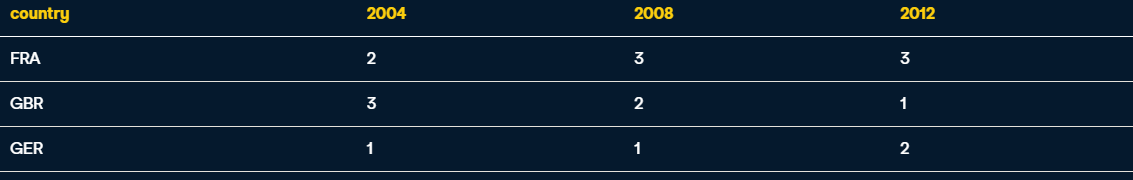 country 2004 2008 2012
FRA 2 3 3
GBR 3 2 1
GER 1 1 2